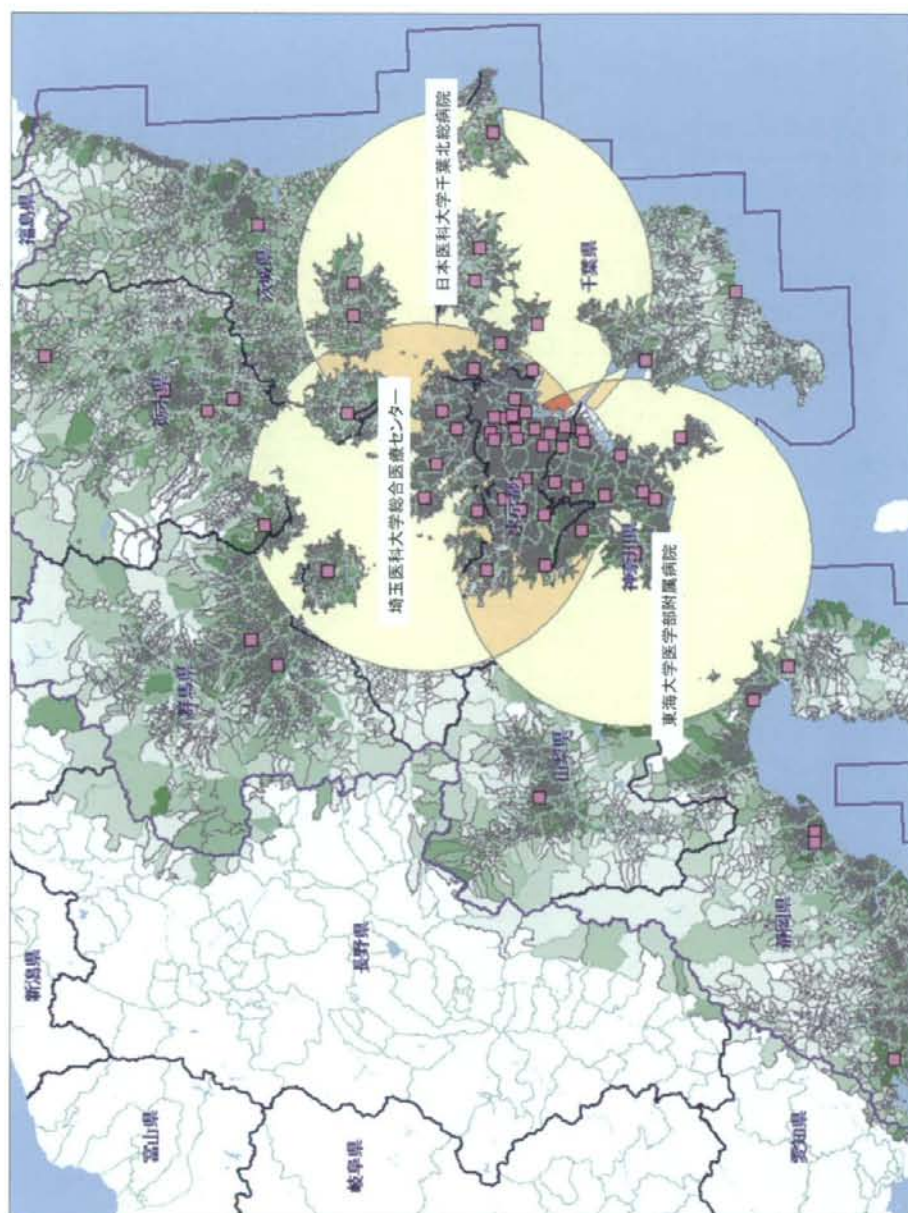 福島県
新潟県
富山県
茨城県
栃木県
群馬県
長野県
岐阜県
日本医科大学千葉北総病院
埼玉医科大学総合医療センター
千葉県
東京都
神奈川県
東海大学医学部附属病院
山梨県
静岡県
愛知県